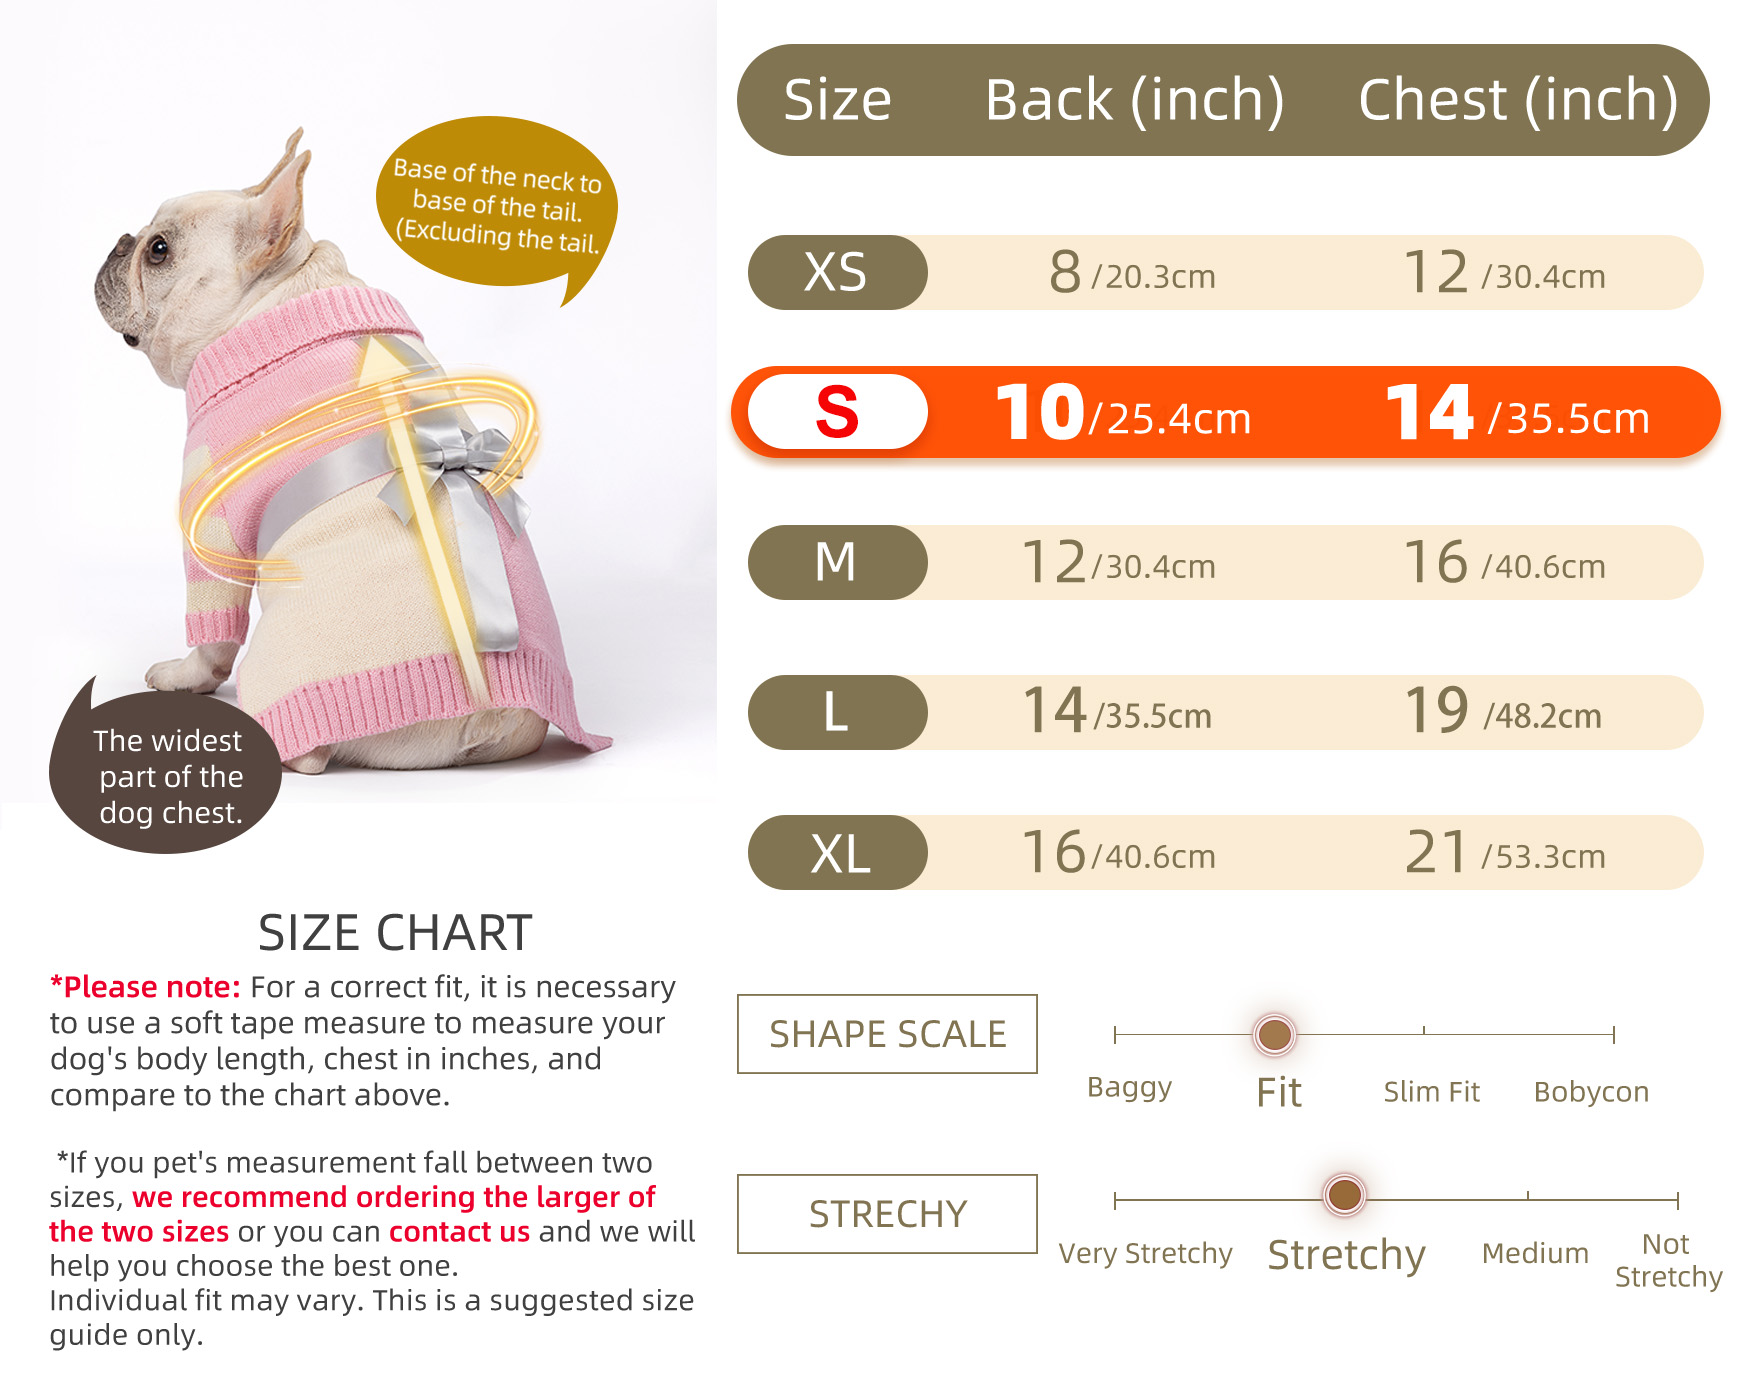 Base of the neck to
base of the tail.
(Excluding the tail.
The widest
part of the
dog chest.
Size Back (inch) Chest (inch)
XS 8 /20.3cm 12 /30.4cm
S 10/25.4cm 14 /35.5cm
M 12/30.4cm 16 /40.6cm
L 14/35.5cm 19 /48.2cm
XL 16/40.6cm 21 /53.3cm
SIZE CHART
*Please note: For a correct fit, it is necessary
to use a soft tape measure to measure your
dog's body length, chest in inches, and
compare to the chart above.
*If you pet's measurement fall between two
sizes, we recommend ordering the larger of
the two sizes or you can contact us and we will
help you choose the best one.
Individual fit may vary. This is a suggested size
guide only.
SHAPE SCALE
Baggy Fit Slim Fit Bobycon
STRECHY
Very Stretchy Stretchy Medium Not
Stretchy